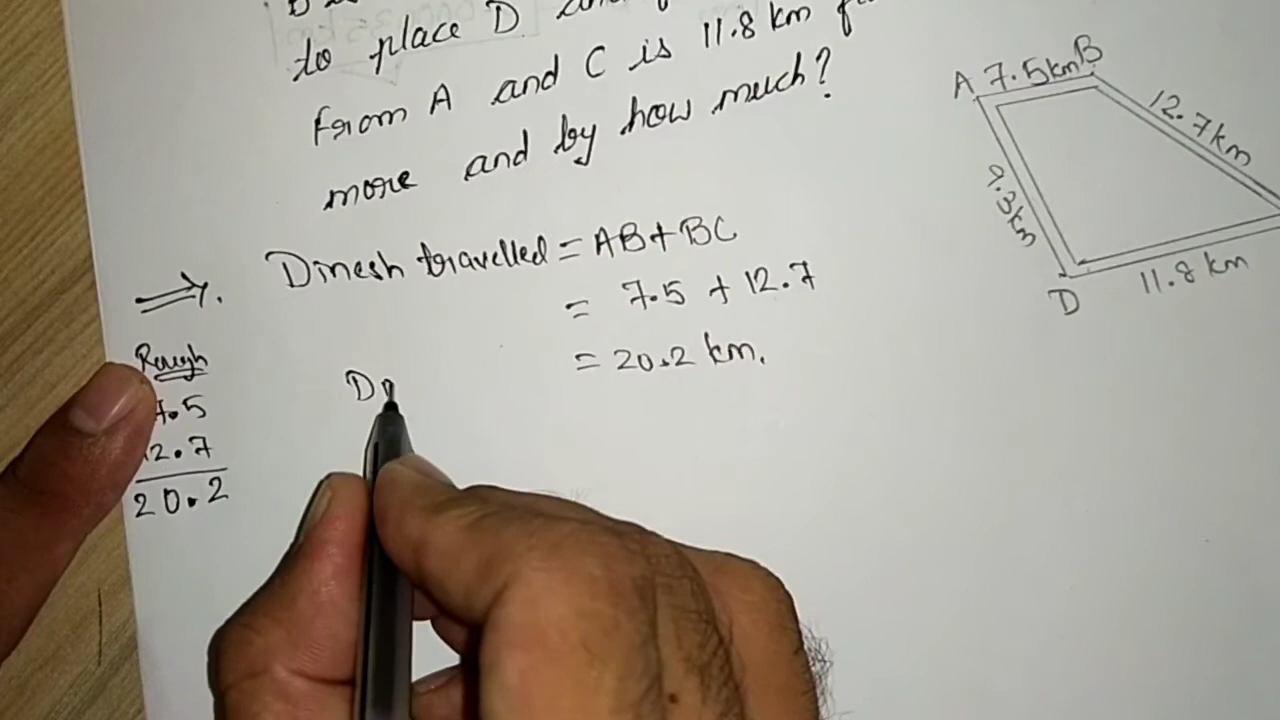 to place D
from A and C is 11.8 km
more and by how much?
Dinesh travelled = AB + BC
= 7.5 + 12.7
= 20.2 km.
Rough
7.5
12.7
20.2
D
A 7.5km B
12.7km
9.3km
11.8 km
D